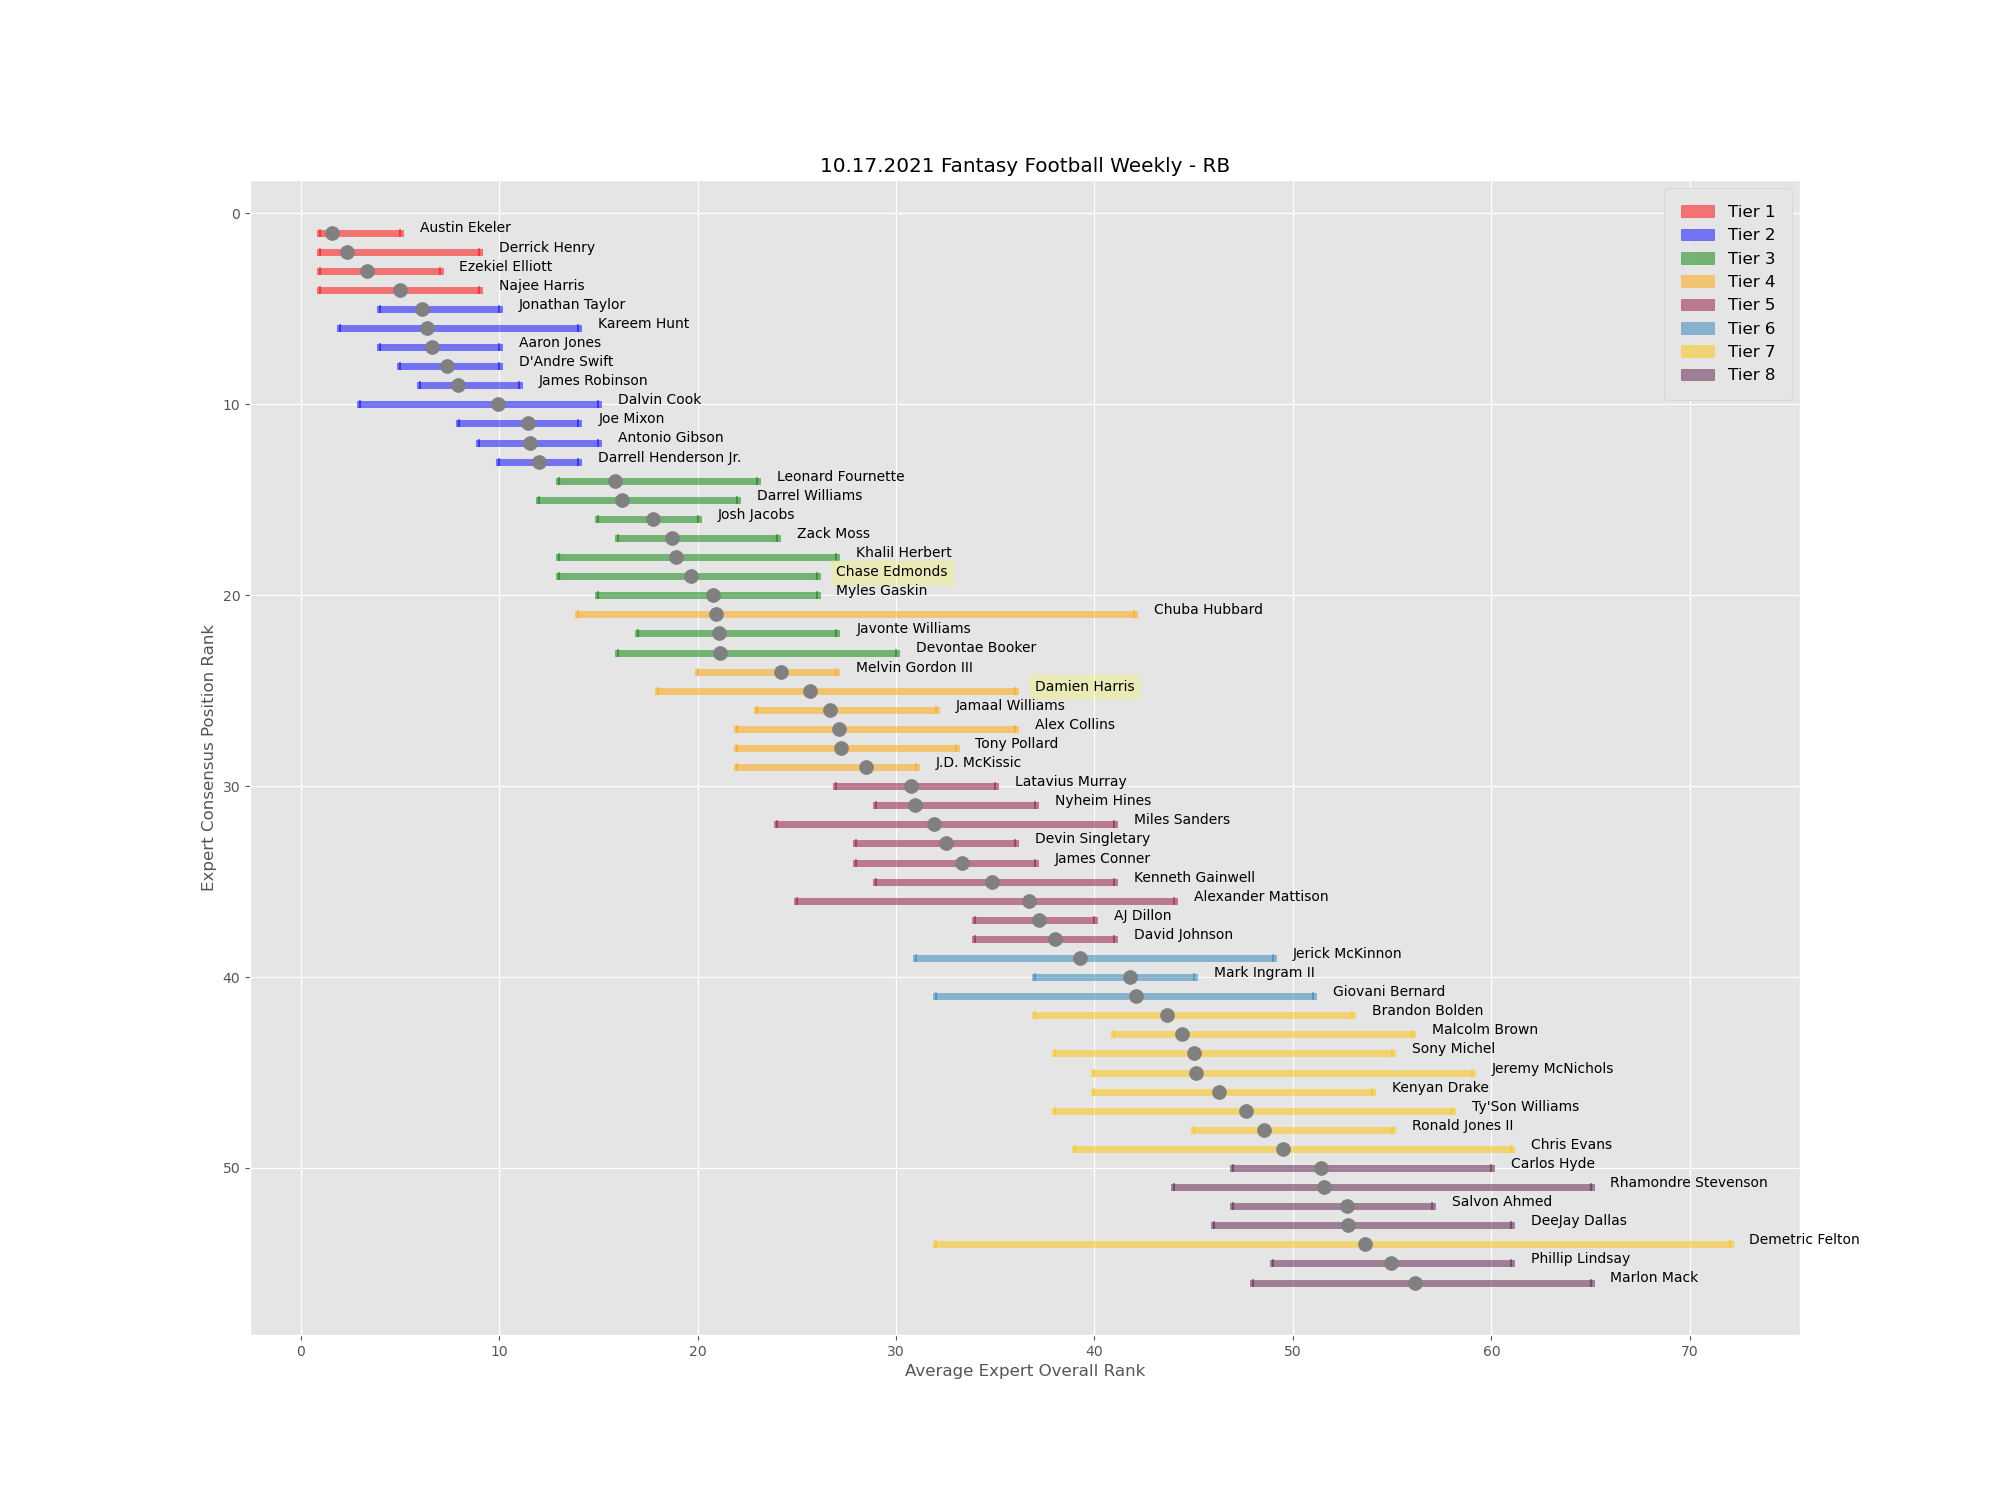 10.17.2021 Fantasy Football Weekly - RB
Tier 1
Tier 2
Tier 3
Tier 4
Tier 5
Tier 6
Tier 7
Tier 8
Expert Consensus Position Rank
0
10
20
30
40
50
Austin Ekeler
Derrick Henry
Ezekiel Elliott
Najee Harris
Jonathan Taylor
Kareem Hunt
Aaron Jones
D'Andre Swift
James Robinson
Dalvin Cook
Joe Mixon
Antonio Gibson
Darrell Henderson Jr.
Leonard Fournette
Darrel Williams
Josh Jacobs
Zack Moss
Khalil Herbert
Chase Edmonds
Myles Gaskin
Chuba Hubbard
Javonte Williams
Devontae Booker
Melvin Gordon III
Damien Harris
Jamaal Williams
Alex Collins
Tony Pollard
J.D. McKissic
Latavius Murray
Nyheim Hines
Miles Sanders
Devin Singletary
James Conner
Kenneth Gainwell
Alexander Mattison
AJ Dillon
David Johnson
Jerick McKinnon
Mark Ingram II
Giovani Bernard
Brandon Bolden
Malcolm Brown
Sony Michel
Jeremy McNichols
Kenyan Drake
Ty'Son Williams
Ronald Jones II
Chris Evans
Carlos Hyde
Rhamondre Stevenson
Salvon Ahmed
DeeJay Dallas
Demetric Felton
Phillip Lindsay
Marlon Mack
0 10 20 30 40 50 60 70
Average Expert Overall Rank